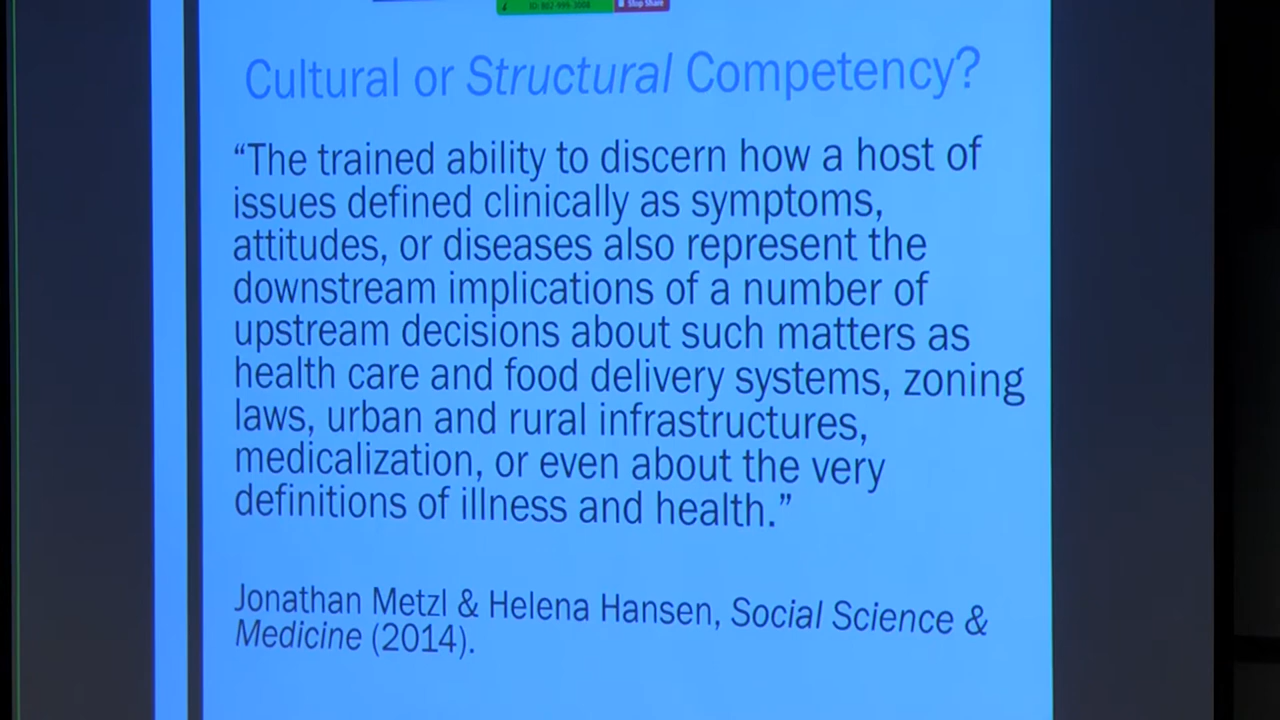 Stop Share
Cultural or Structural Competency?
“The trained ability to discern how a host of
issues defined clinically as symptoms,
attitudes, or diseases also represent the
downstream implications of a number of
upstream decisions about such matters as
health care and food delivery systems, zoning
laws, urban and rural infrastructures,
medicalization, or even about the very
definitions of illness and health.”
Jonathan Metzl & Helena Hansen, Social Science &
Medicine (2014).